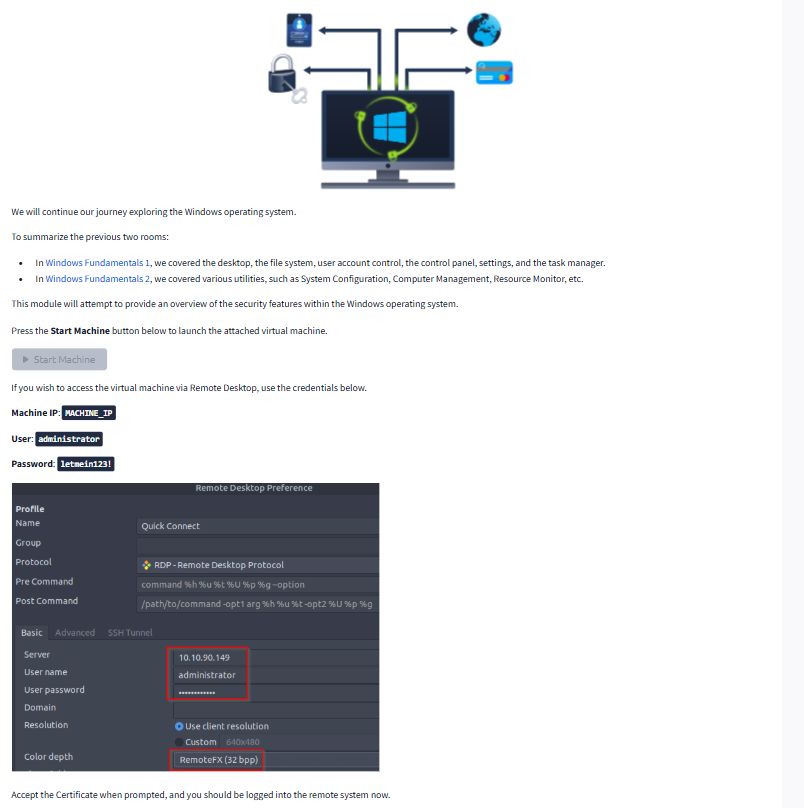 We will continue our journey exploring the Windows operating system.
To summarize the previous two rooms:
• In Windows Fundamentals 1, we covered the desktop, the file system, user account control, the control panel, settings, and the task manager.
• In Windows Fundamentals 2, we covered various utilities, such as System Configuration, Computer Management, Resource Monitor, etc.
This module will attempt to provide an overview of the security features within the Windows operating system.
Press the Start Machine button below to launch the attached virtual machine.
Start Machine
If you wish to access the virtual machine via Remote Desktop, use the credentials below.
Machine IP: MACHINE_IP
User: administrator
Password: letmein123!
Remote Desktop Preference
Profile
Name Quick Connect
Group
Protocol RDP - Remote Desktop Protocol
Pre Command command %h %u %t %U %p %g --option
Post Command /path/to/command -opt1 arg %h %u %t -opt2 %U %p %g
Basic Advanced SSH Tunnel
Server 10.10.90.149
User name administrator
User password ••••••••••••
Domain
Resolution Use client resolution
Custom 640x480
Color depth RemoteFX (32 bpp)
Accept the Certificate when prompted, and you should be logged into the remote system now.